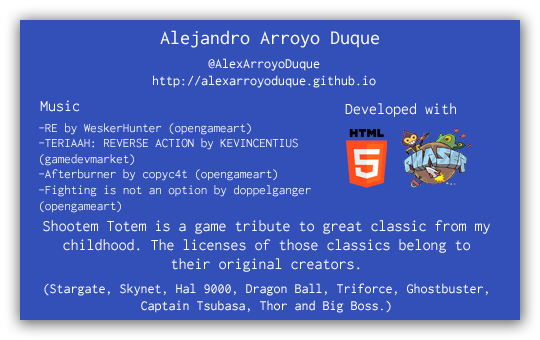 Alejandro Arroyo Duque
@AlexArroyoDuque
http://alexarroyoduque.github.io
Music
-RE by WeskerHunter (opengameart)
-TERIAAH: REVERSE ACTION by KEVINCENTIUS
(gamedevmarket)
-Afterburner by copyc4t (opengameart)
-Fighting is not an option by doppelganger
(opengameart)
Developed with
HTML
5
PHASER
Shootem Totem is a game tribute to great classic from my
childhood. The licenses of those classics belong to
their original creators.
(Stargate, Skynet, Hal 9000, Dragon Ball, Triforce, Ghostbuster,
Captain Tsubasa, Thor and Big Boss.)